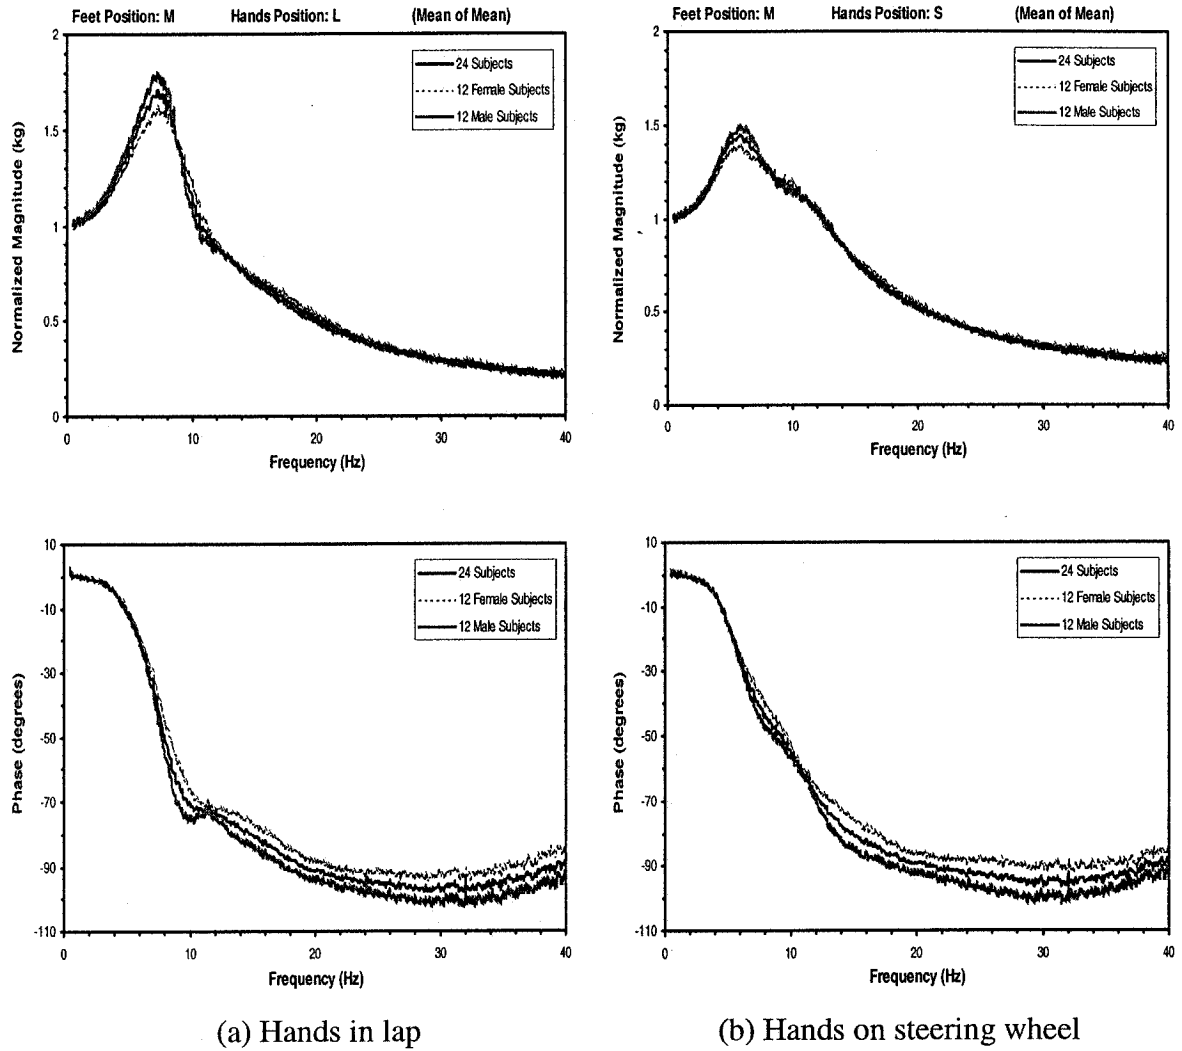 Feet Position: M Hands Position: L (Mean of Mean)
2
1.5
1
0.5
0
Normalized Magnitude (kg)
24 Subjects
12 Female Subjects
12 Male Subjects
0 10 20 30 40
Frequency (Hz)
Feet Position: M Hands Position: S (Mean of Mean)
2
1.5
1
0.5
0
Normalized Magnitude (kg)
24 Subjects
12 Female Subjects
12 Male Subjects
0 10 20 30 40
Frequency (Hz)
10
-10
-30
-50
-70
-90
-110
Phase (degrees)
24 Subjects
12 Female Subjects
12 Male Subjects
0 10 20 30 40
Frequency (Hz)
(a) Hands in lap
10
-10
-30
-50
-70
-90
-110
Phase (degrees)
24 Subjects
12 Female Subjects
12 Male Subjects
0 10 20 30 40
Frequency (Hz)
(b) Hands on steering wheel